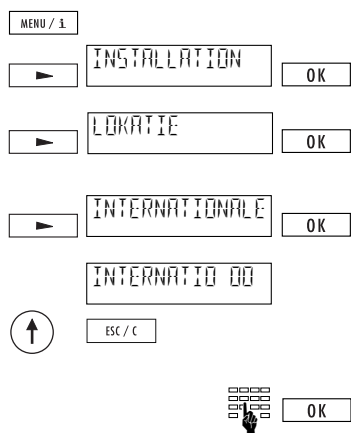 MENU / i
INSTALLATION
OK
LOKATIE
OK
INTERNATIONALE
OK
INTERNATIO 00
ESC / C
OK